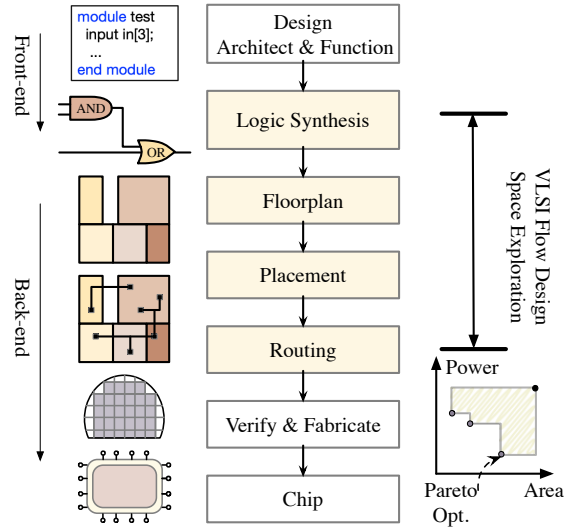 module test
input in[3];
...
end module
Front-end
AND
OR
Back-end
Design
Architect & Function
Logic Synthesis
Floorplan
Placement
Routing
Verify & Fabricate
Chip
VLSI Flow Design
Space Exploration
Power
Area
Pareto
Opt.